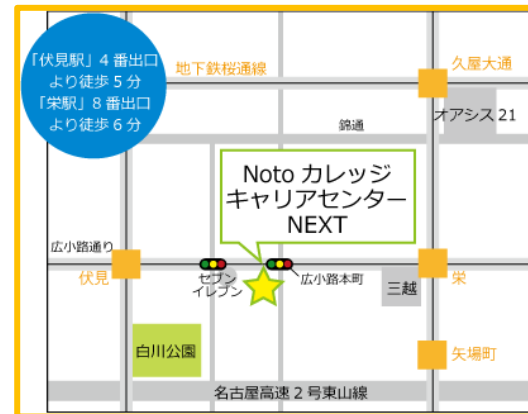 「伏見駅」4番出口
より徒歩5分
「栄駅」8番出口
より徒歩6分
地下鉄桜通線
久屋大通
オアシス21
錦通
Noto カレッジ
キャリアセンター
NEXT
広小路通り
伏見
セブン
イレブン
広小路本町
三越
栄
白川公園
矢場町
名古屋高速2号東山線